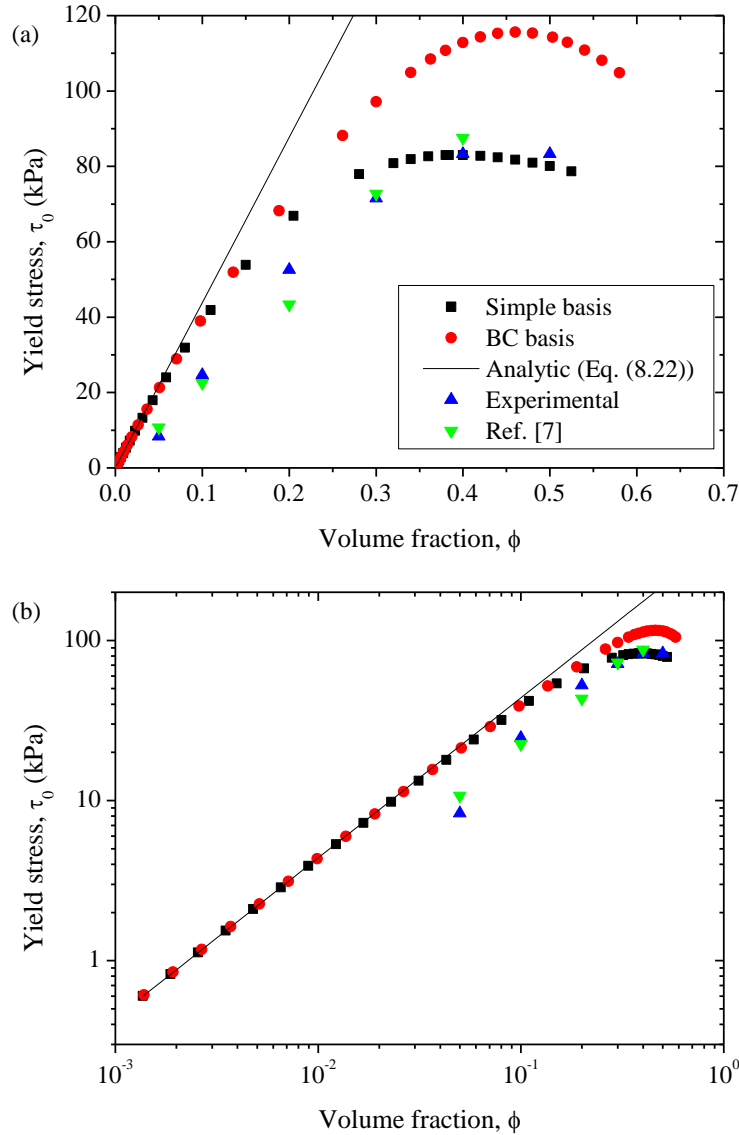 (a)
120
100
80
60
40
20
0
Yield stress, τ₀ (kPa)
Simple basis
BC basis
Analytic (Eq. (8.22))
Experimental
Ref. [7]
0.0 0.1 0.2 0.3 0.4 0.5 0.6 0.7
Volume fraction, ϕ
(b)
100
10
1
Yield stress, τ₀ (kPa)
10⁻³ 10⁻² 10⁻¹ 10⁰
Volume fraction, ϕ